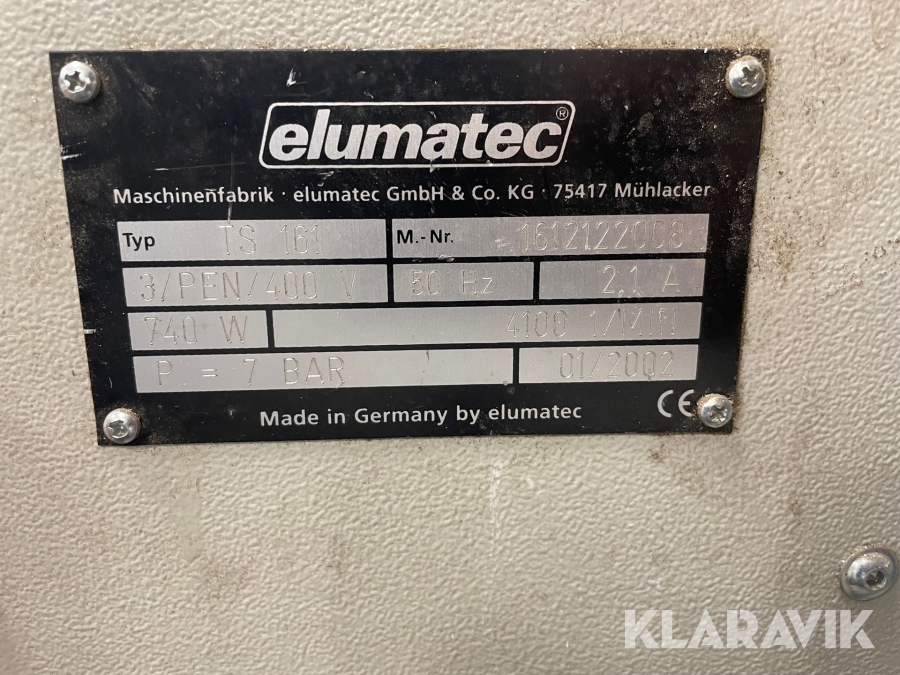 elumatec®
Maschinenfabrik · elumatec GmbH & Co. KG · 75417 Mühlacker
Typ TS 161 M.-Nr. 1612122008
3/PEN/400 V 50 Hz 2.1 A
740 W 4100 1/MIN
P. = 7 BAR 01/2002
Made in Germany by elumatec CE
KLARAVIK